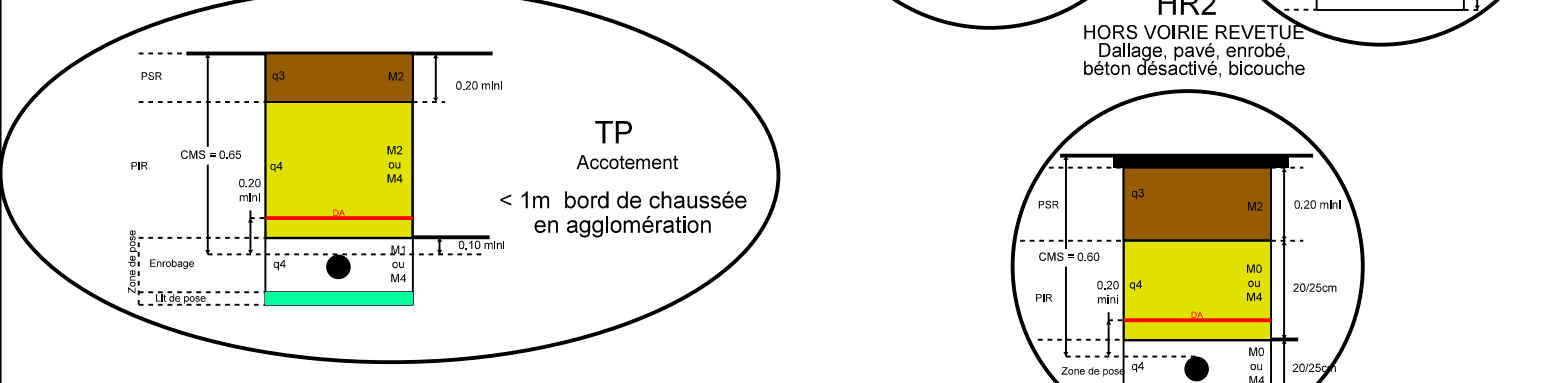 PSR
q3
M2
0.20 mini
PIR
CMS = 0.65
q4
M2
ou
M4
0.20
mini
DA
0.10 mini
Zone de pose
Enrobage
q4
M1
ou
M4
Lit de pose
TP
Accotement
< 1m bord de chaussée
en agglomération
HR2
HORS VOIRIE REVETUE
Dallage, pavé, enrobé,
béton désactivé, bicouche
PSR
q3
M2
0.20 mini
CMS = 0.60
PIR
0.20
mini
q4
M0
ou
M4
20/25cm
DA
Zone de pose
q4
M0
ou
M4
20/25cm